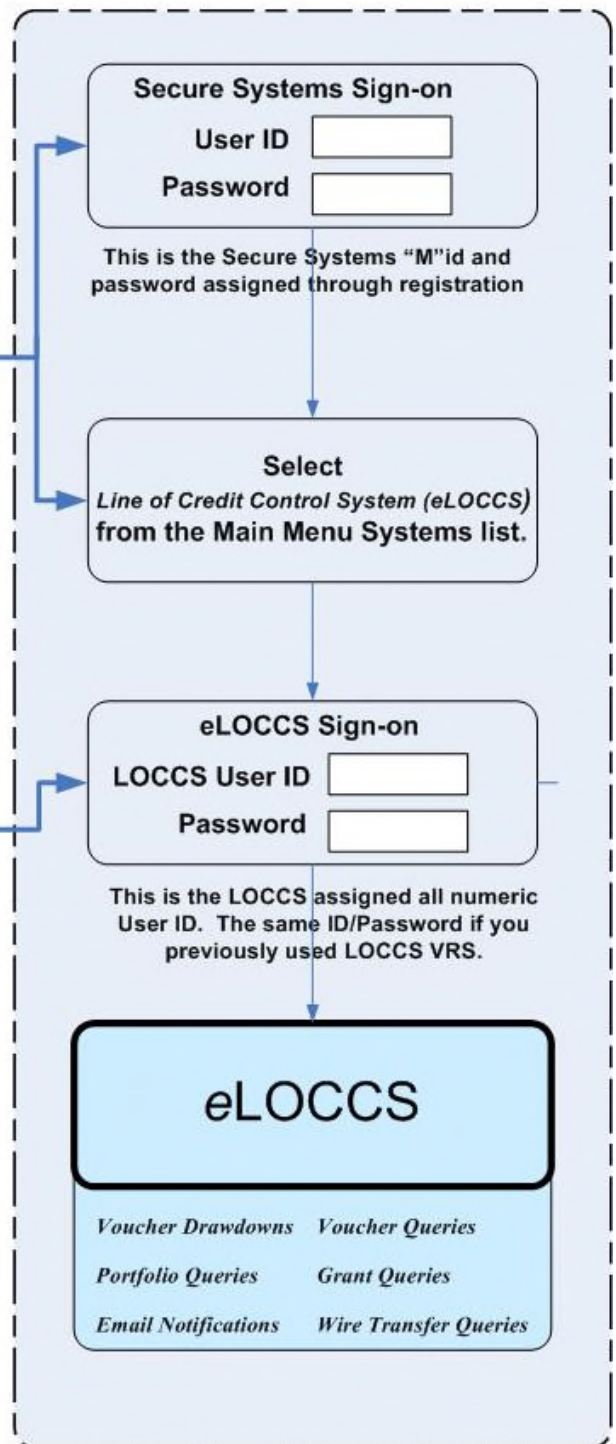 Secure Systems Sign-on
User ID
Password
This is the Secure Systems “M”id and
password assigned through registration
Select
Line of Credit Control System (eLOCCS)
from the Main Menu Systems list.
eLOCCS Sign-on
LOCCS User ID
Password
This is the LOCCS assigned all numeric
User ID.  The same ID/Password if you
previously used LOCCS VRS.
eLOCCS
Voucher Drawdowns Voucher Queries
Portfolio Queries Grant Queries
Email Notifications Wire Transfer Queries